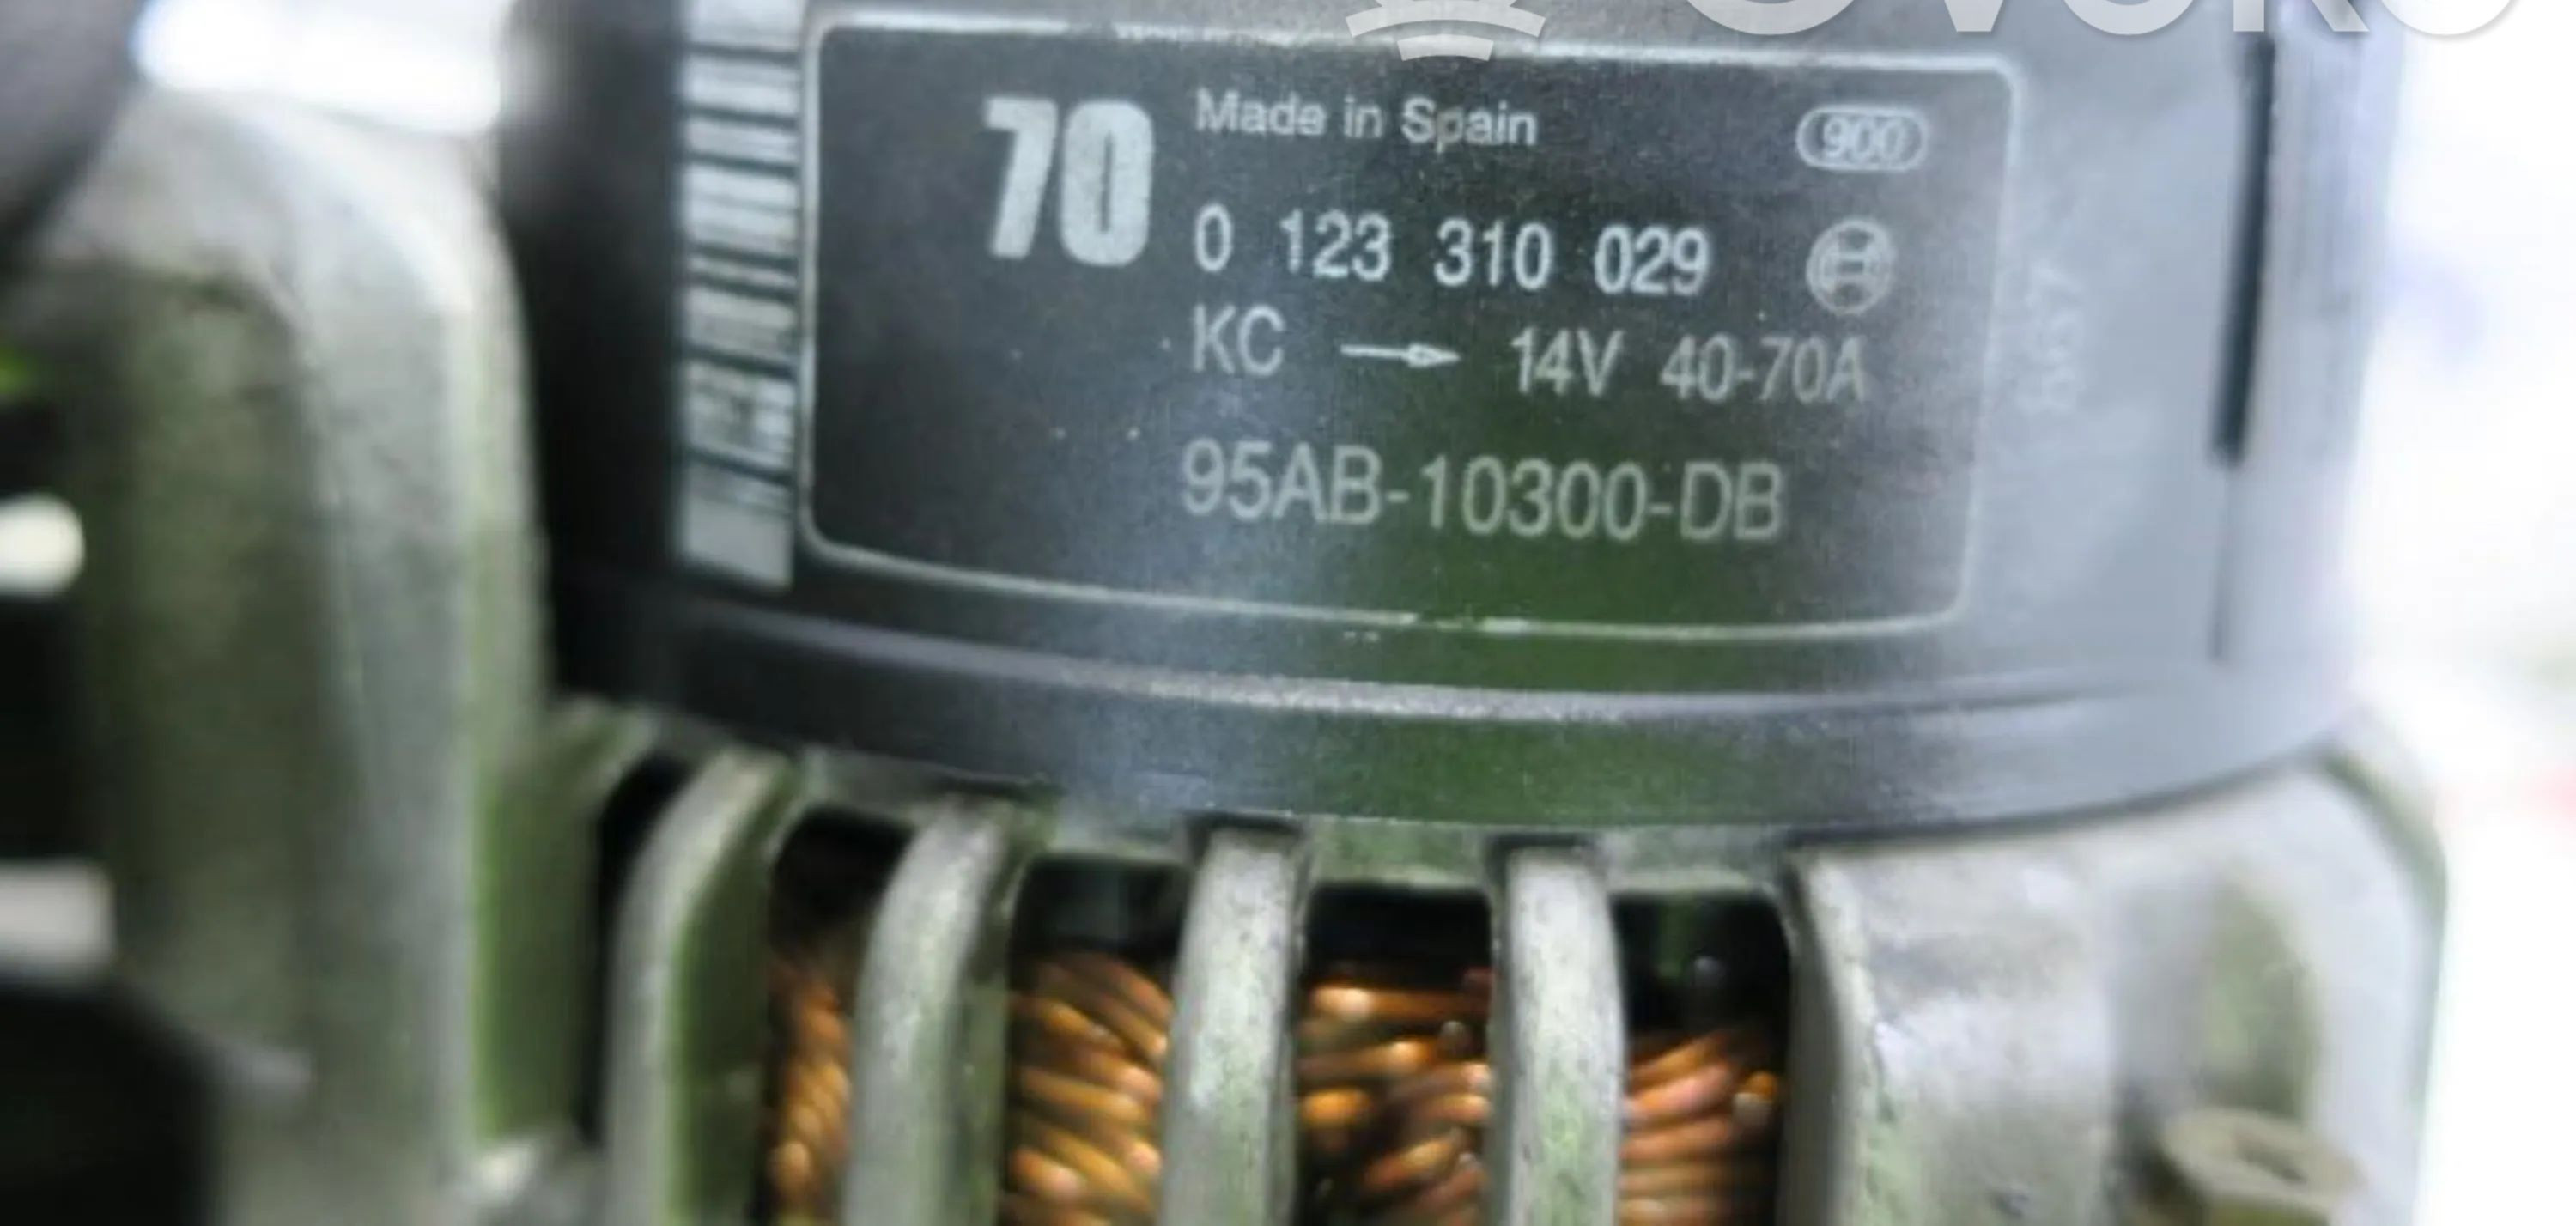 70
Made in Spain
900
0 123 310 029
KC → 14V 40-70A
95AB-10300-DB